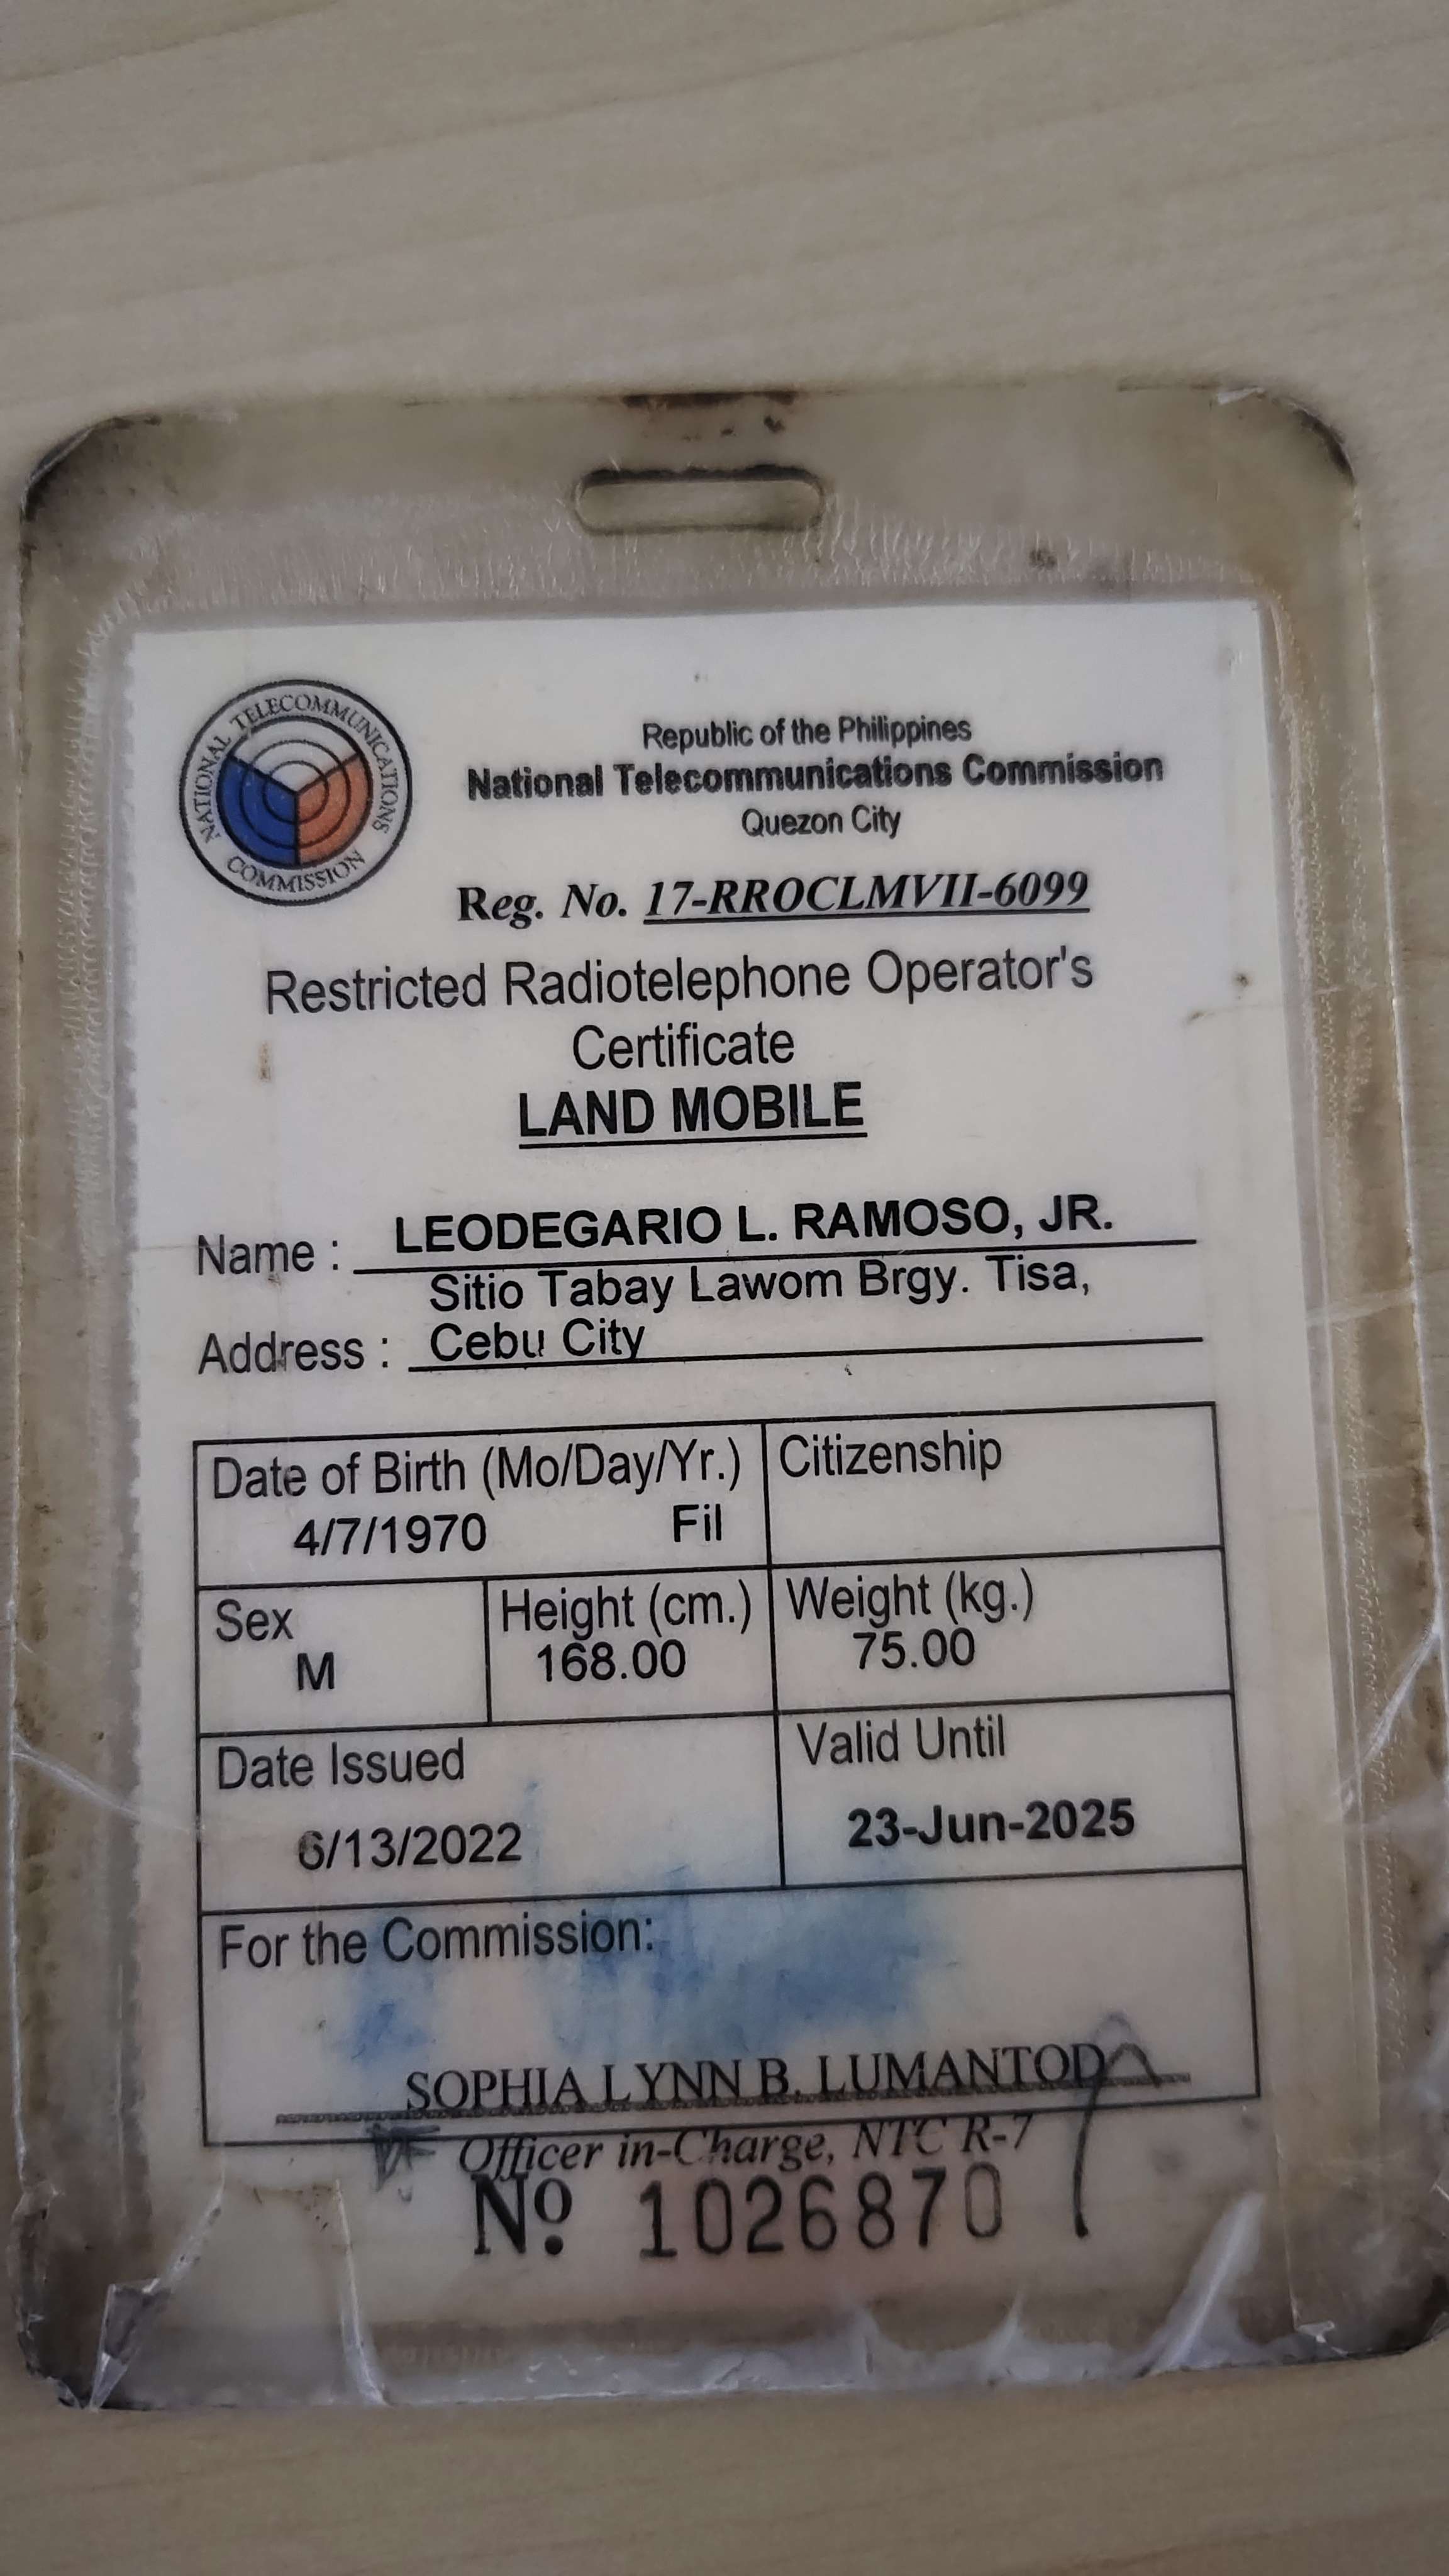 NATIONAL TELECOMMUNICATIONS COMMISSION
Republic of the Philippines
National Telecommunications Commission
Quezon City
Reg. No. 17-RROCLMVII-6099
Restricted Radiotelephone Operator's
Certificate
LAND MOBILE
Name : LEODEGARIO L. RAMOSO, JR.
Sitio Tabay Lawom Brgy. Tisa,
Address : Cebu City
Date of Birth (Mo/Day/Yr.) Citizenship
4/7/1970 Fil
Sex Height (cm.) Weight (kg.)
M 168.00 75.00
Date Issued Valid Until
6/13/2022 23-Jun-2025
For the Commission:
SOPHIA LYNN B. LUMANTOD
Officer in-Charge, NTC R-7
Nº 1026870